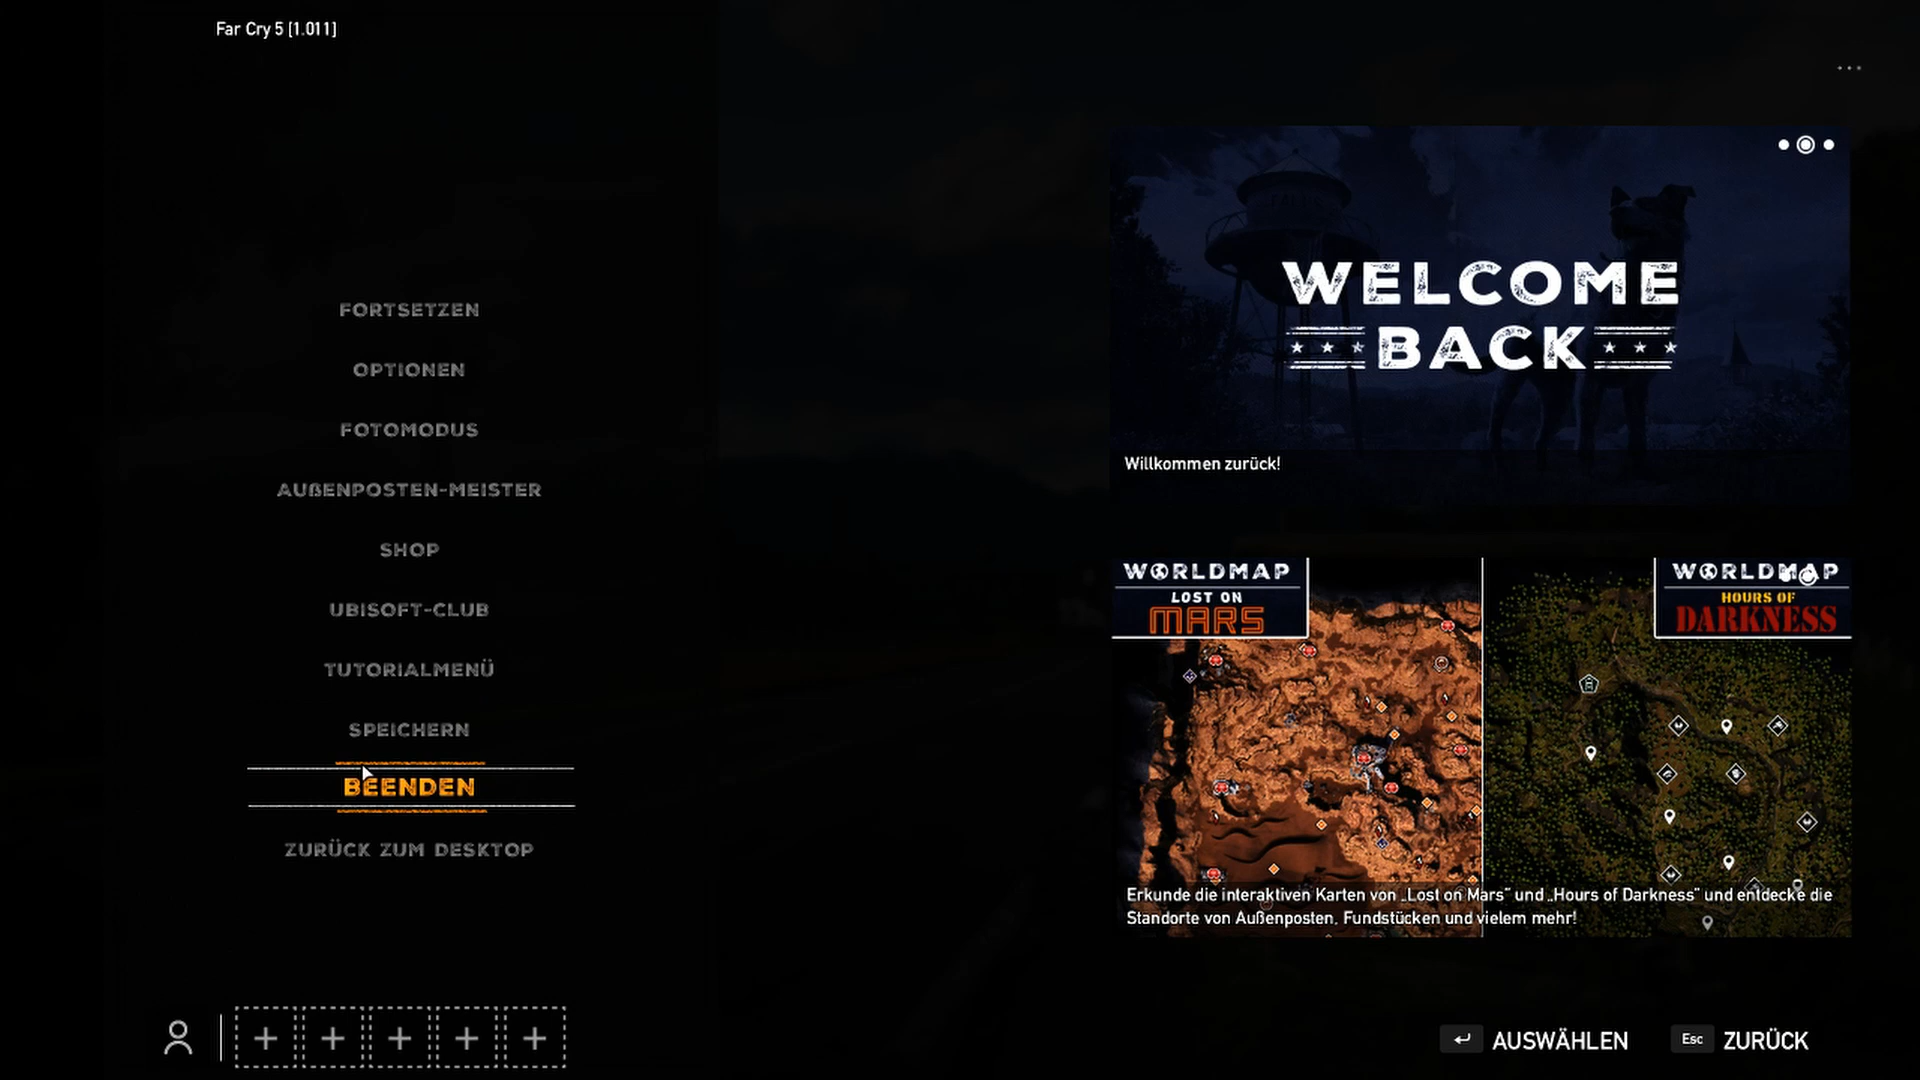 Far Cry 5 [1.011]
FORTSETZEN
OPTIONEN
FOTOMODUS
AUßENPOSTEN-MEISTER
SHOP
UBISOFT-CLUB
TUTORIALMENÜ
SPEICHERN
BEENDEN
ZURÜCK ZUM DESKTOP
WELCOME
BACK
Willkommen zurück!
WORLDMAP
LOST ON
MARS
WORLDMAP
HOURS OF
DARKNESS
Erkunde die interaktiven Karten von „Lost on Mars" und „Hours of Darkness" und entdecke die
Standorte von Außenposten, Fundstücken und vielem mehr!
AUSWÄHLEN
Esc ZURÜCK